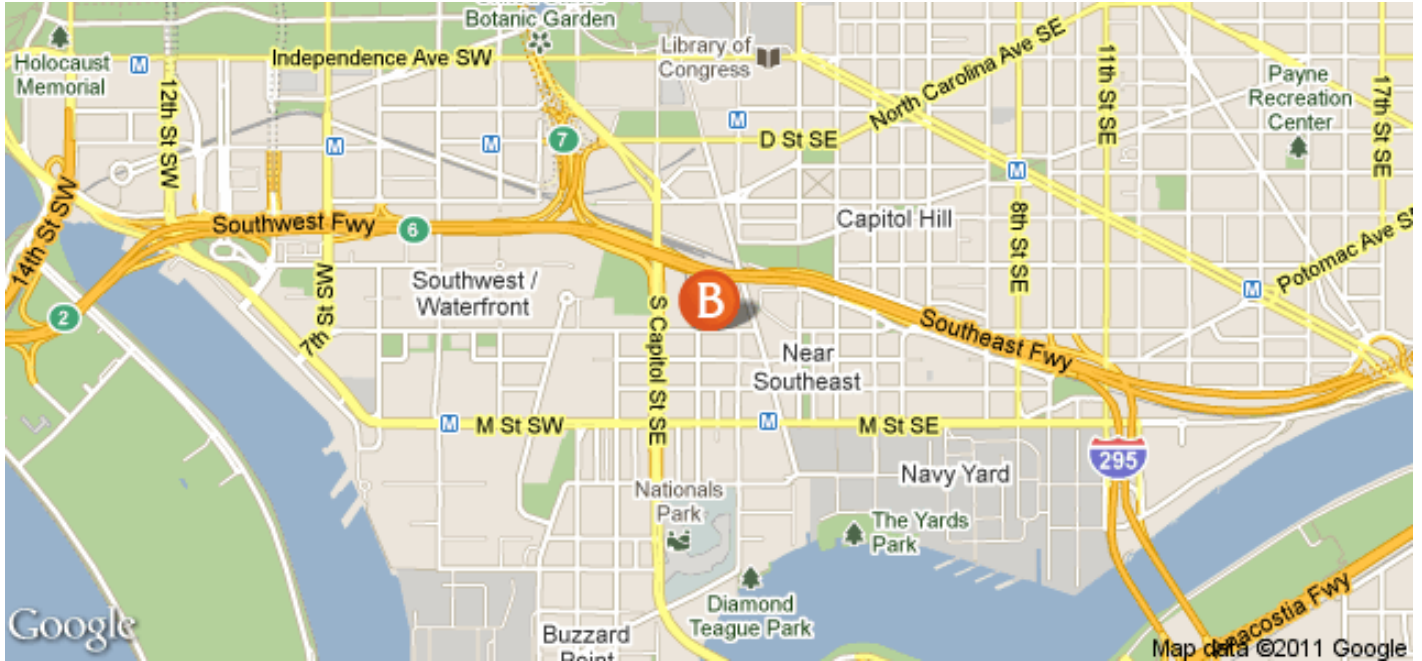 Botanic Garden
Independence Ave SW
Library of
Congress
Holocaust
Memorial
M
12th St SW
North Carolina Ave SE
11th St SE
Payne
Recreation
Center
17th St SE
M
M
7
M
D St SE
M
14th St SW
Southwest Fwy
6
Capitol Hill
8th St SE
Potomac Ave SE
Southwest /
Waterfront
2
7th St SW
S Capitol St SE
B
M
Southeast Fwy
Near
Southeast
M
M St SW
M
M St SE
295
Navy Yard
Nationals
Park
The Yards
Park
Diamond
Teague Park
Buzzard
Point
Anacostia Fwy
Google
Map data ©2011 Google